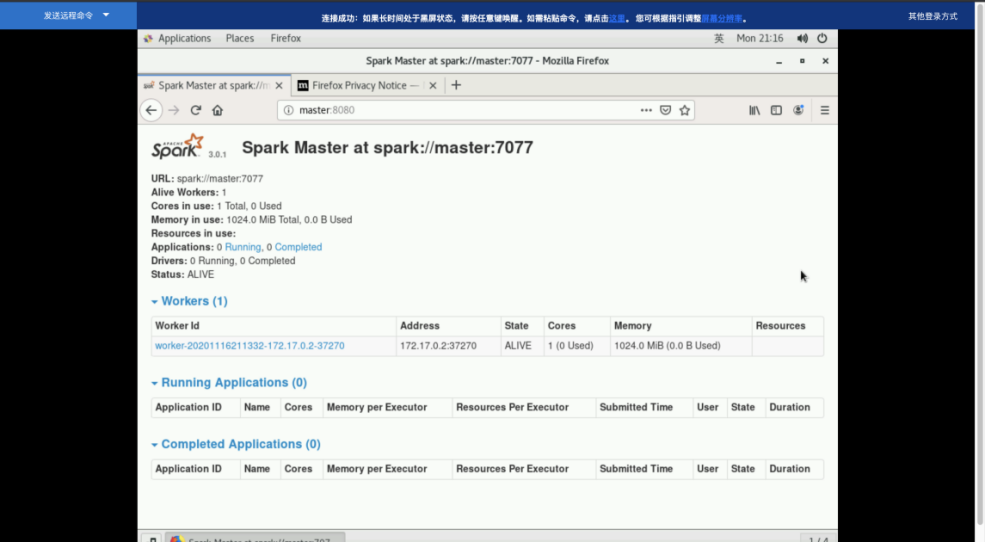 发送远程命令
连接成功：如果长时间处于黑屏状态，请按任意键唤醒。如需粘贴命令，请点击这里。 您可根据指引调整屏幕分辨率。
其他登录方式
Applications Places Firefox 英 Mon 21:16
Spark Master at spark://master:7077 - Mozilla Firefox
Spark Master at spark://m
Firefox Privacy Notice —
master:8080
APACHE Spark 3.0.1 Spark Master at spark://master:7077
URL: spark://master:7077
Alive Workers: 1
Cores in use: 1 Total, 0 Used
Memory in use: 1024.0 MiB Total, 0.0 B Used
Resources in use:
Applications: 0 Running, 0 Completed
Drivers: 0 Running, 0 Completed
Status: ALIVE
Workers (1)
Worker Id Address State Cores Memory Resources
worker-20201116211332-172.17.0.2-37270 172.17.0.2:37270 ALIVE 1 (0 Used) 1024.0 MiB (0.0 B Used)
Running Applications (0)
Application ID Name Cores Memory per Executor Resources Per Executor Submitted Time User State Duration
Completed Applications (0)
Application ID Name Cores Memory per Executor Resources Per Executor Submitted Time User State Duration
Spark Master at spark://master:707
1 / 4